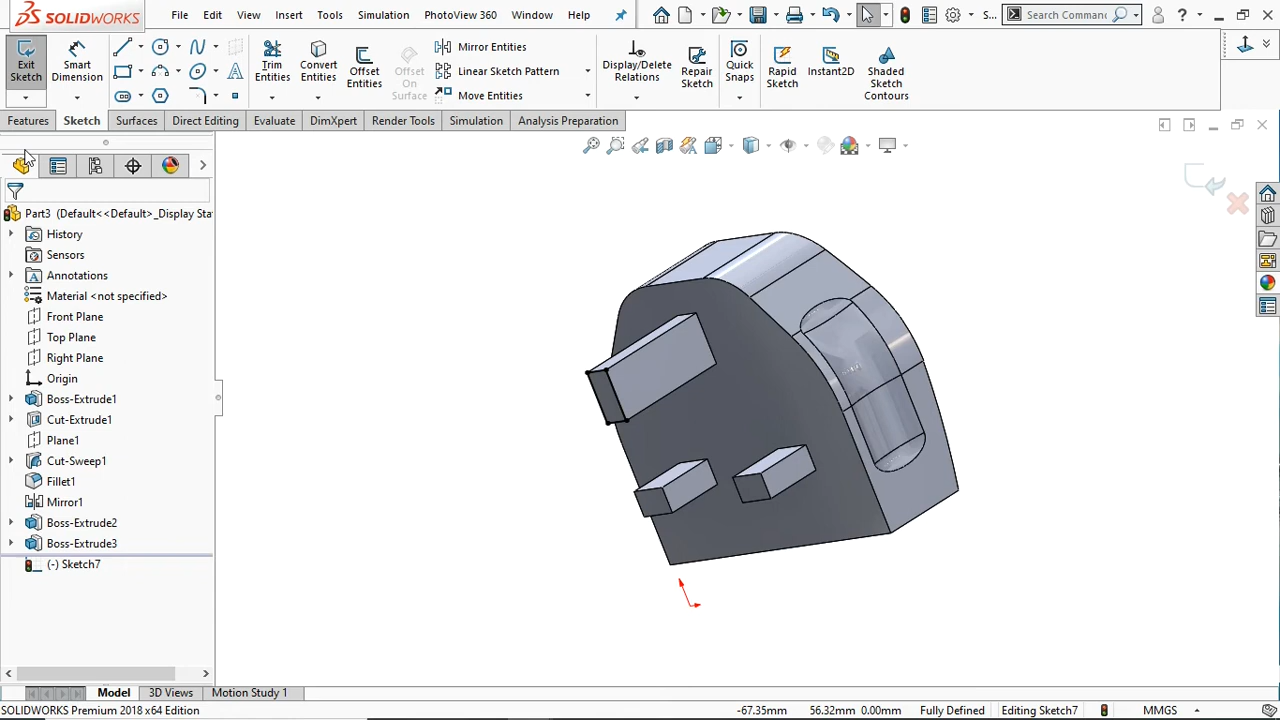 SOLIDWORKS File Edit View Insert Tools Simulation PhotoView 360 Window Help S... Search Comman ?
Exit Sketch
Smart Dimension
Trim Entities
Convert Entities
Offset Entities
Offset On Surface
Mirror Entities
Linear Sketch Pattern
Move Entities
Display/Delete Relations
Repair Sketch
Quick Snaps
Rapid Sketch
Instant2D
Shaded Sketch Contours
Features Sketch Surfaces Direct Editing Evaluate DimXpert Render Tools Simulation Analysis Preparation
Part3 (Default<<Default>_Display Sta
History
Sensors
Annotations
Material <not specified>
Front Plane
Top Plane
Right Plane
Origin
Boss-Extrude1
Cut-Extrude1
Plane1
Cut-Sweep1
Fillet1
Mirror1
Boss-Extrude2
Boss-Extrude3
(-) Sketch7
Model 3D Views Motion Study 1
SOLIDWORKS Premium 2018 x64 Edition -67.35mm 56.32mm 0.00mm Fully Defined Editing Sketch7 MMGS